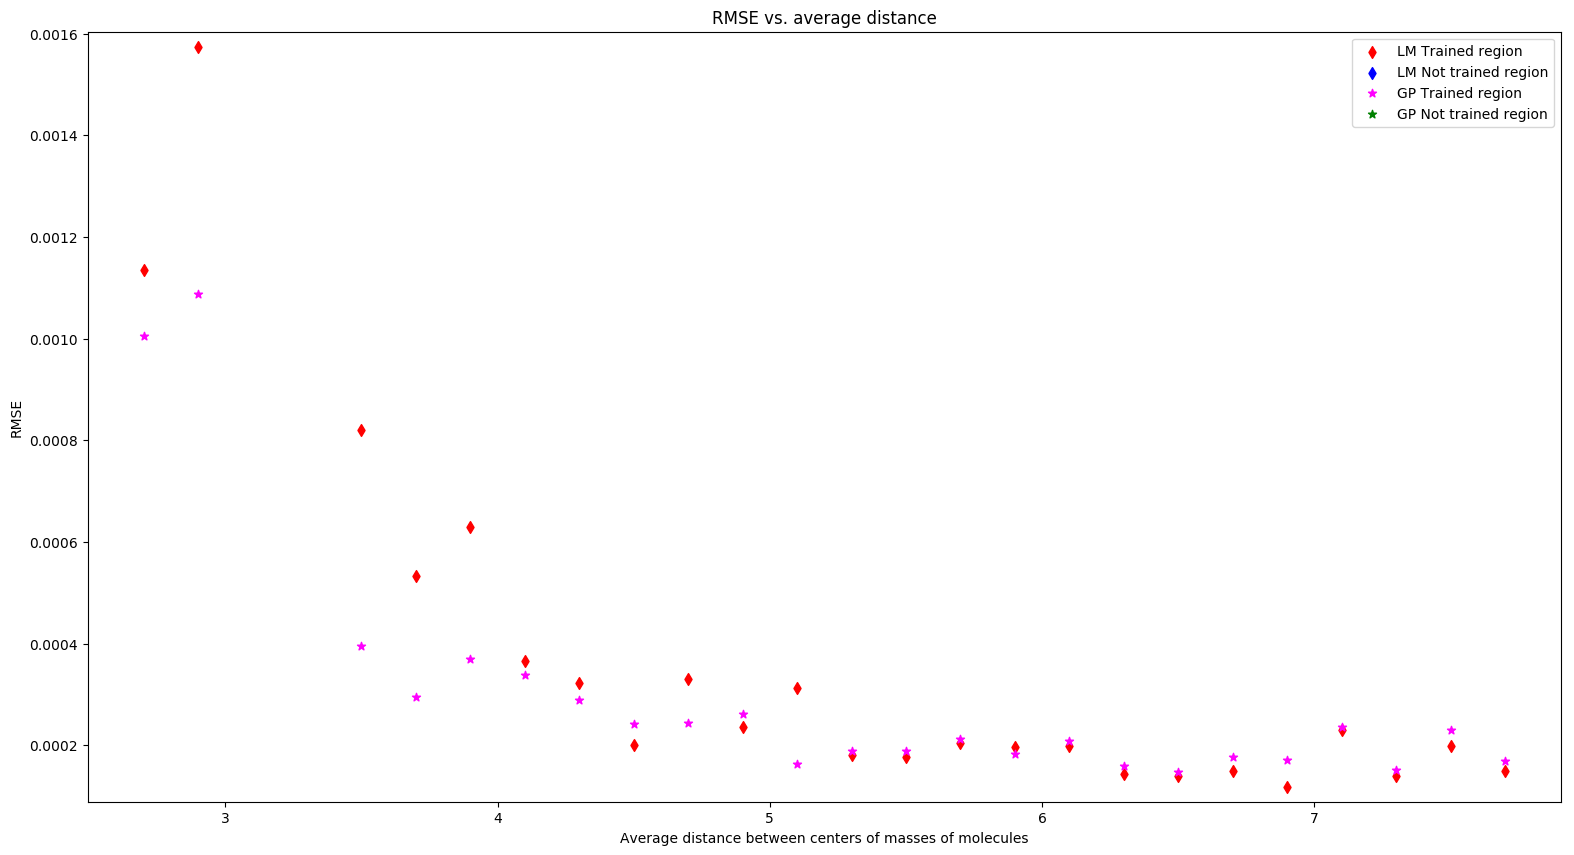 RMSE vs. average distance
0.0016
0.0014
0.0012
0.0010
0.0008
0.0006
0.0004
0.0002
RMSE
LM Trained region
LM Not trained region
GP Trained region
GP Not trained region
3 4 5 6 7
Average distance between centers of masses of molecules